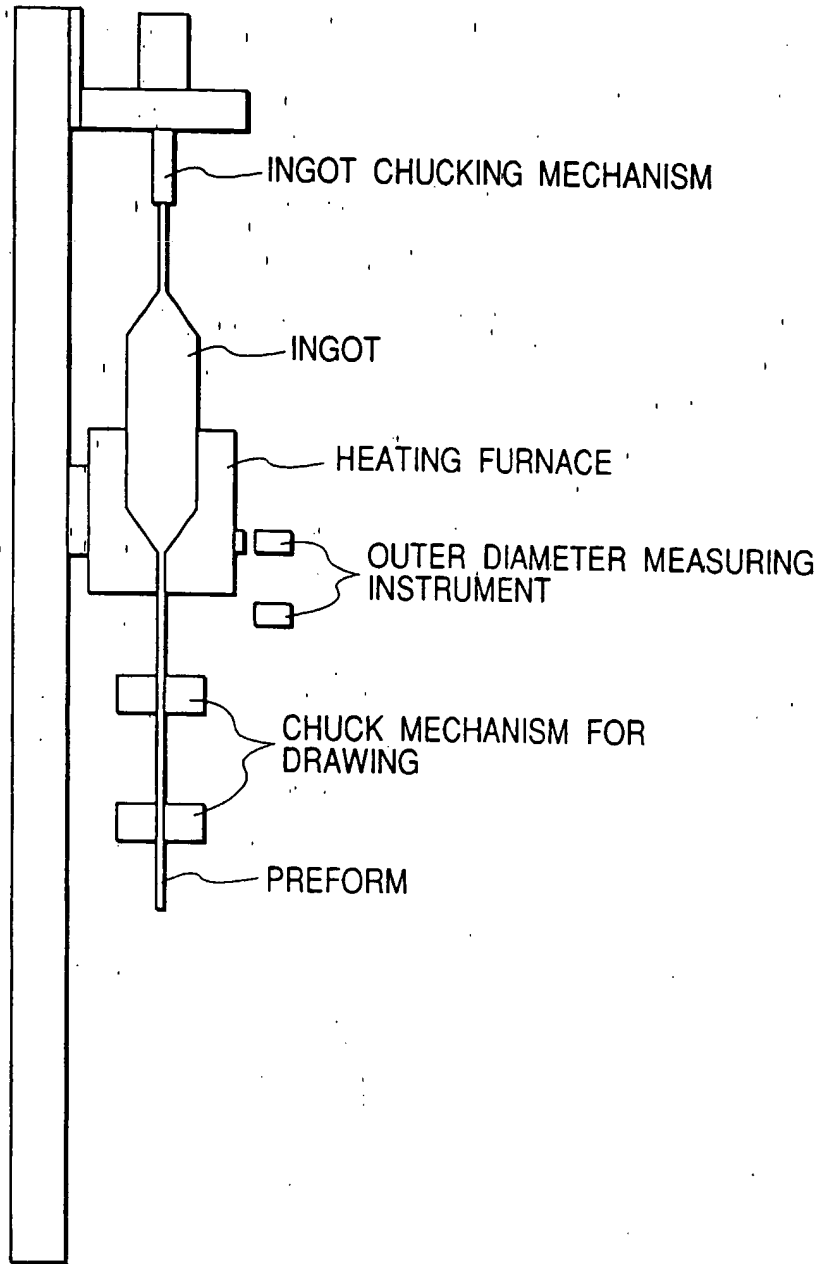 INGOT CHUCKING MECHANISM
INGOT
HEATING FURNACE
OUTER DIAMETER MEASURING
INSTRUMENT
CHUCK MECHANISM FOR
DRAWING
PREFORM